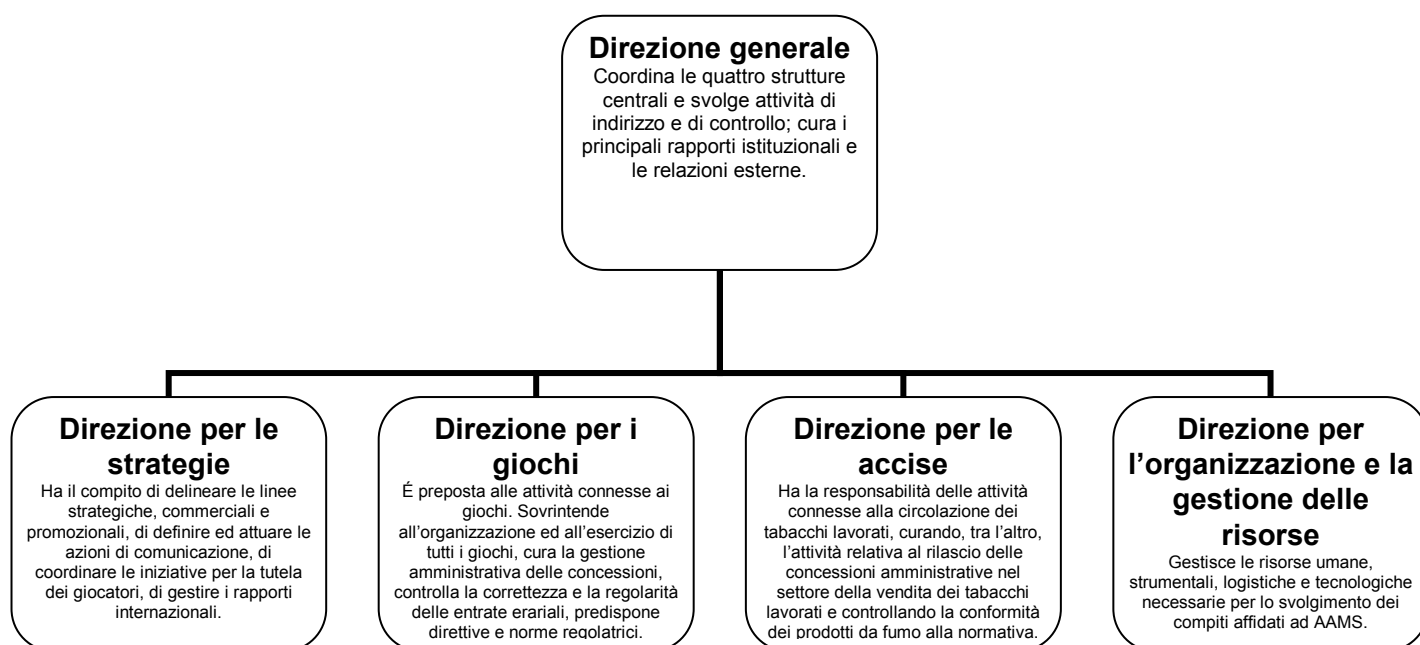 Direzione generale
Coordina le quattro strutture
centrali e svolge attività di
indirizzo e di controllo; cura i
principali rapporti istituzionali e
le relazioni esterne.
Direzione per le
strategie
Ha il compito di delineare le linee
strategiche, commerciali e
promozionali, di definire ed attuare le
azioni di comunicazione, di
coordinare le iniziative per la tutela
dei giocatori, di gestire i rapporti
internazionali.
Direzione per i
giochi
É preposta alle attività connesse ai
giochi. Sovrintende
all’organizzazione ed all’esercizio di
tutti i giochi, cura la gestione
amministrativa delle concessioni,
controlla la correttezza e la regolarità
delle entrate erariali, predispone
direttive e norme regolatrici.
Direzione per le
accise
Ha la responsabilità delle attività
connesse alla circolazione dei
tabacchi lavorati, curando, tra l’altro,
l’attività relativa al rilascio delle
concessioni amministrative nel
settore della vendita dei tabacchi
lavorati e controllando la conformità
dei prodotti da fumo alla normativa.
Direzione per
l’organizzazione e la
gestione delle
risorse
Gestisce le risorse umane,
strumentali, logistiche e tecnologiche
necessarie per lo svolgimento dei
compiti affidati ad AAMS.